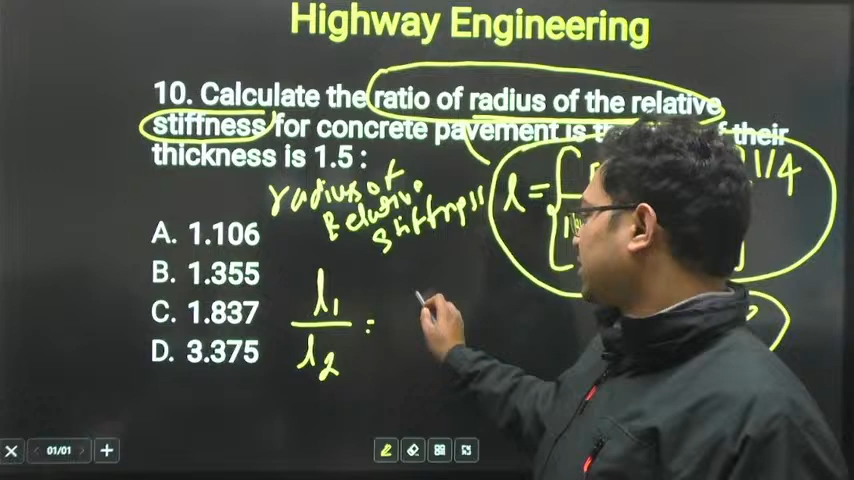 Highway Engineering
10. Calculate the ratio of radius of the relative
stiffness for concrete pavement is their
thickness is 1.5 :
radius of
Relative
stiffness
l =
1/4
A. 1.106
B. 1.355
C. 1.837
D. 3.375
l1
l2
=
01/01